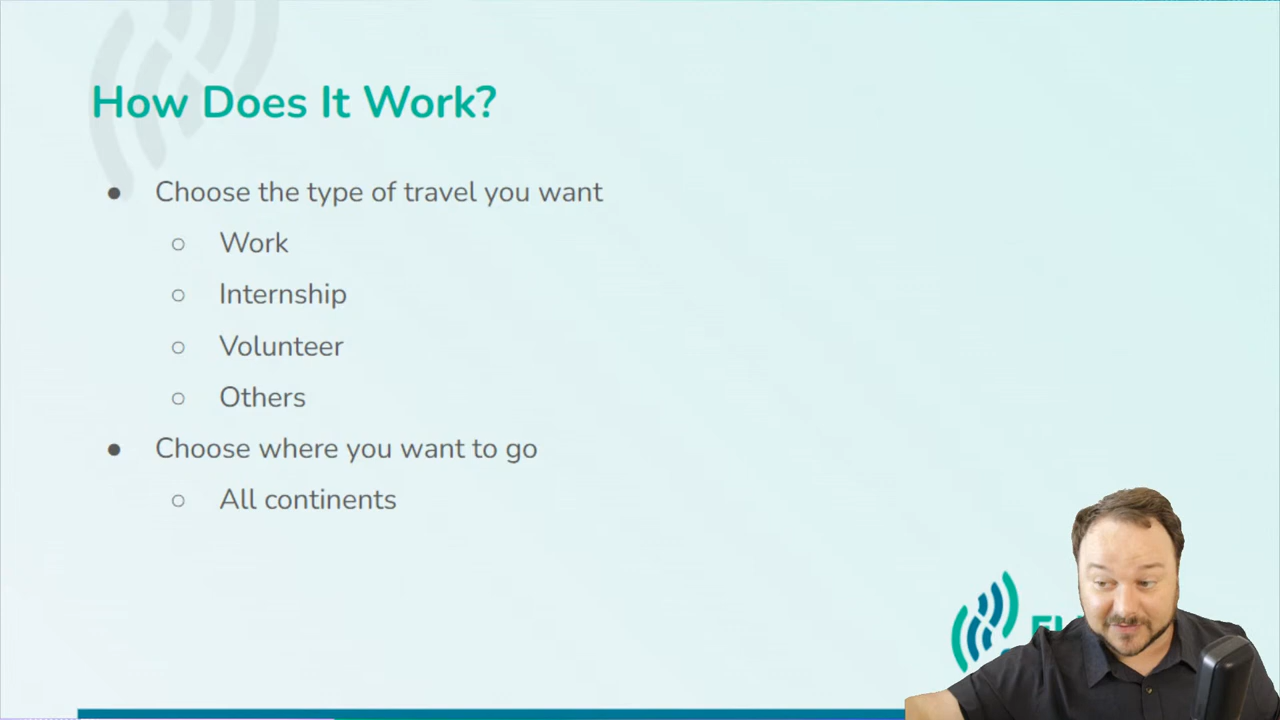 How Does It Work?
● Choose the type of travel you want
○ Work
○ Internship
○ Volunteer
○ Others
● Choose where you want to go
○ All continents